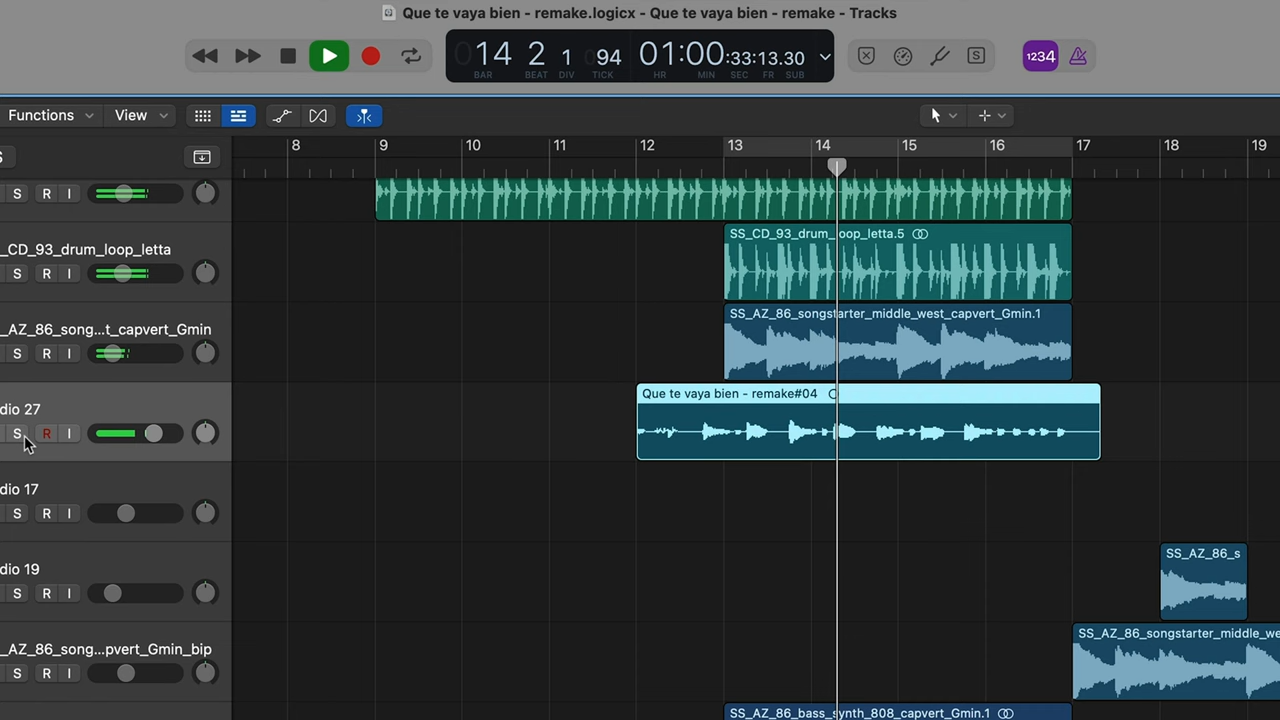 Que te vaya bien - remake.logicx - Que te vaya bien - remake - Tracks
014 2 1 094 01:00:33:13.30
BAR BEAT DIV TICK HR MIN SEC FR SUB
S 1234
Functions View
S
8 9 10 11 12 13 14 15 16 17 18 19
S R I
_CD_93_drum_loop_letta
SS_CD_93_drum_loop_letta.5
S R I
_AZ_86_song...t_capvert_Gmin
SS_AZ_86_songstarter_middle_west_capvert_Gmin.1
S R I
dio 27
Que te vaya bien - remake#04
S R I
dio 17
S R I
dio 19
SS_AZ_86_s
S R I
_AZ_86_song...pvert_Gmin_bip
SS_AZ_86_songstarter_middle_we
S R I
SS_AZ_86_bass_synth_808_capvert_Gmin.1